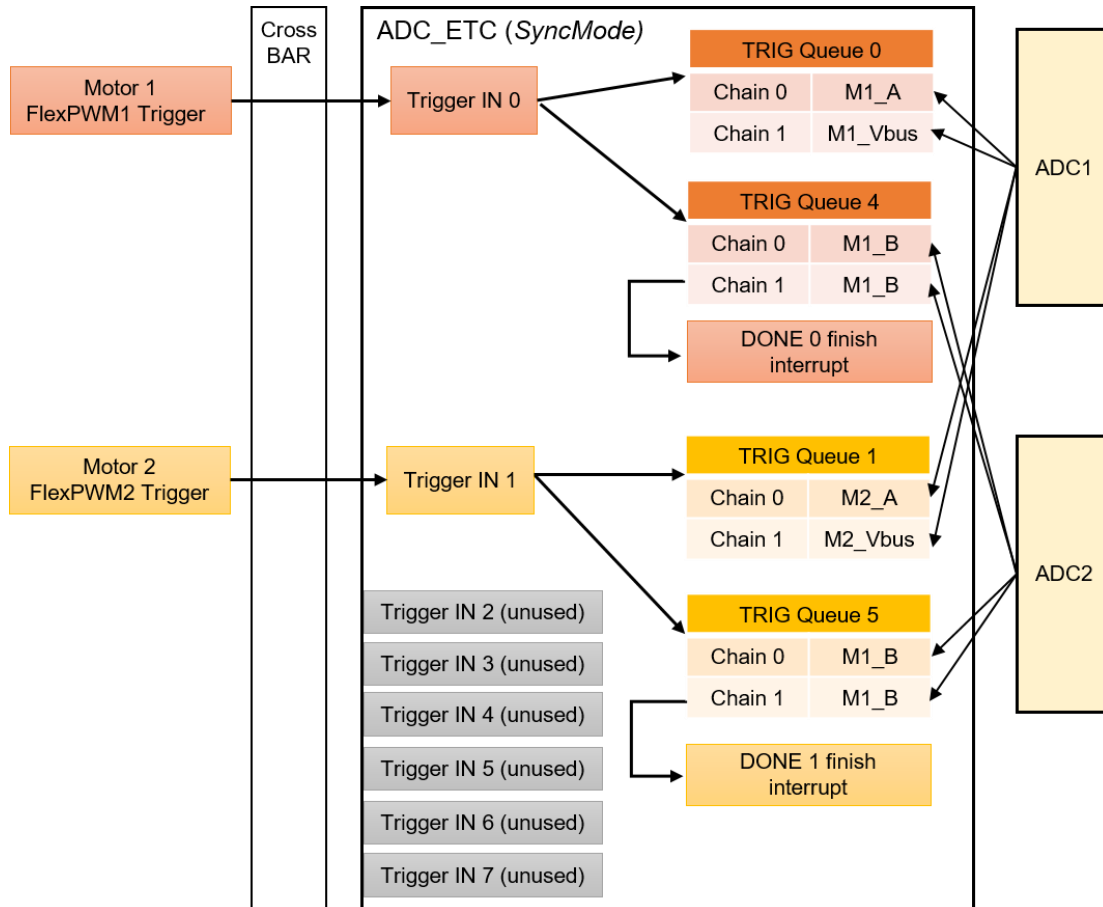 Cross
BAR
ADC_ETC (SyncMode)
Motor 1
FlexPWM1 Trigger
Trigger IN 0
TRIG Queue 0
Chain 0 M1_A
Chain 1 M1_Vbus
ADC1
TRIG Queue 4
Chain 0 M1_B
Chain 1 M1_B
DONE 0 finish
interrupt
Motor 2
FlexPWM2 Trigger
Trigger IN 1
TRIG Queue 1
Chain 0 M2_A
Chain 1 M2_Vbus
ADC2
TRIG Queue 5
Chain 0 M1_B
Chain 1 M1_B
DONE 1 finish
interrupt
Trigger IN 2 (unused)
Trigger IN 3 (unused)
Trigger IN 4 (unused)
Trigger IN 5 (unused)
Trigger IN 6 (unused)
Trigger IN 7 (unused)